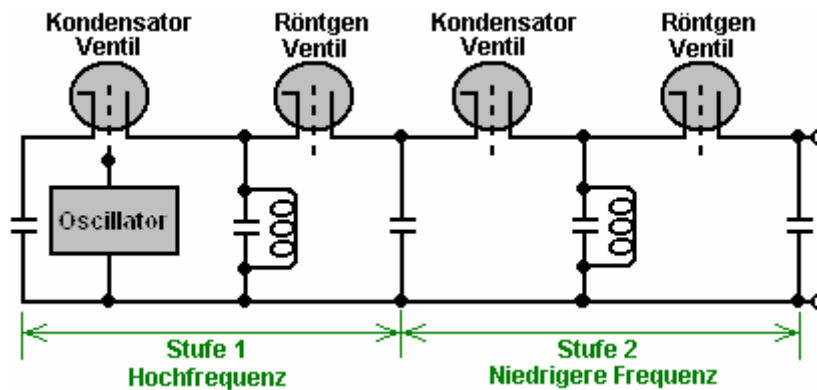 Kondensator
Ventil
Röntgen
Ventil
Kondensator
Ventil
Röntgen
Ventil
Oscillator
Stufe 1
Hochfrequenz
Stufe 2
Niedrigere Frequenz